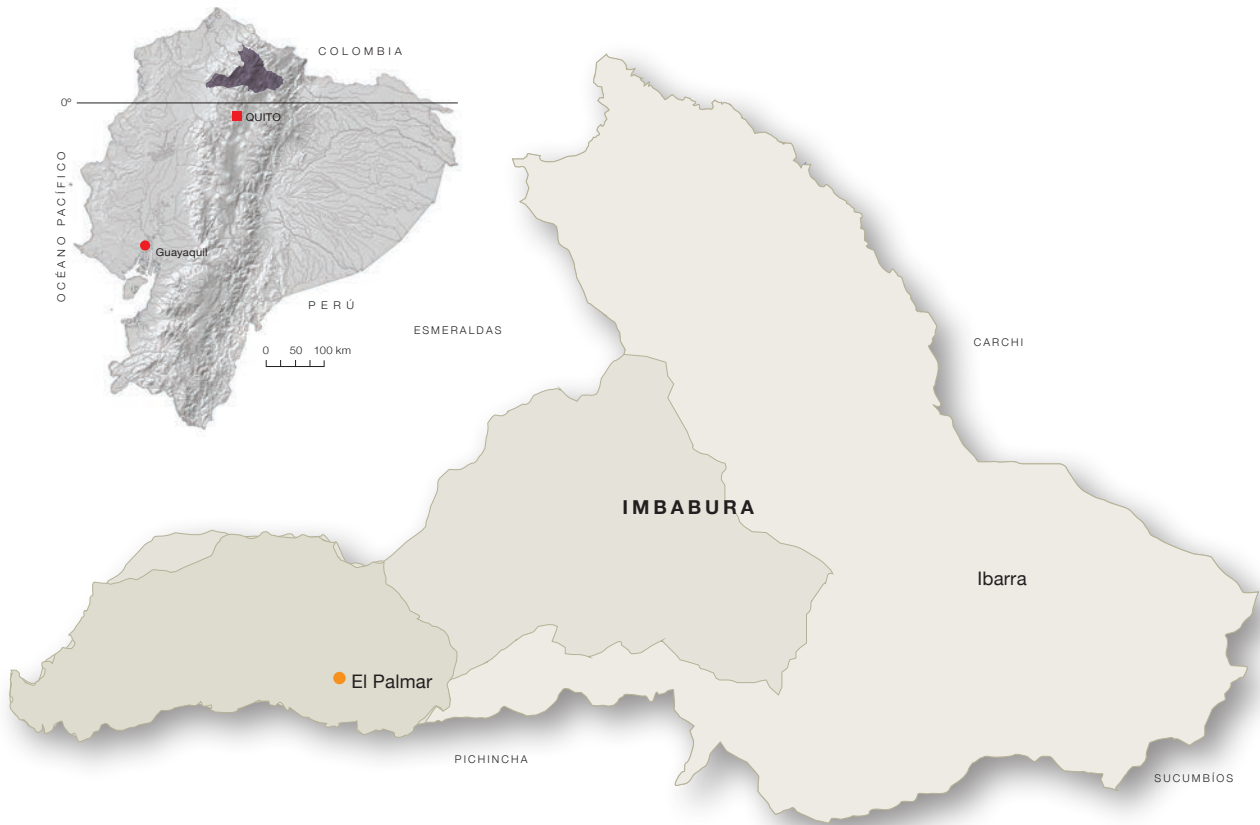 COLOMBIA
0º
QUITO
OCÉANO PACÍFICO
Guayaquil
PERÚ
0 50 100 km
ESMERALDAS
CARCHI
IMBABURA
Ibarra
El Palmar
PICHINCHA
SUCUMBÍOS